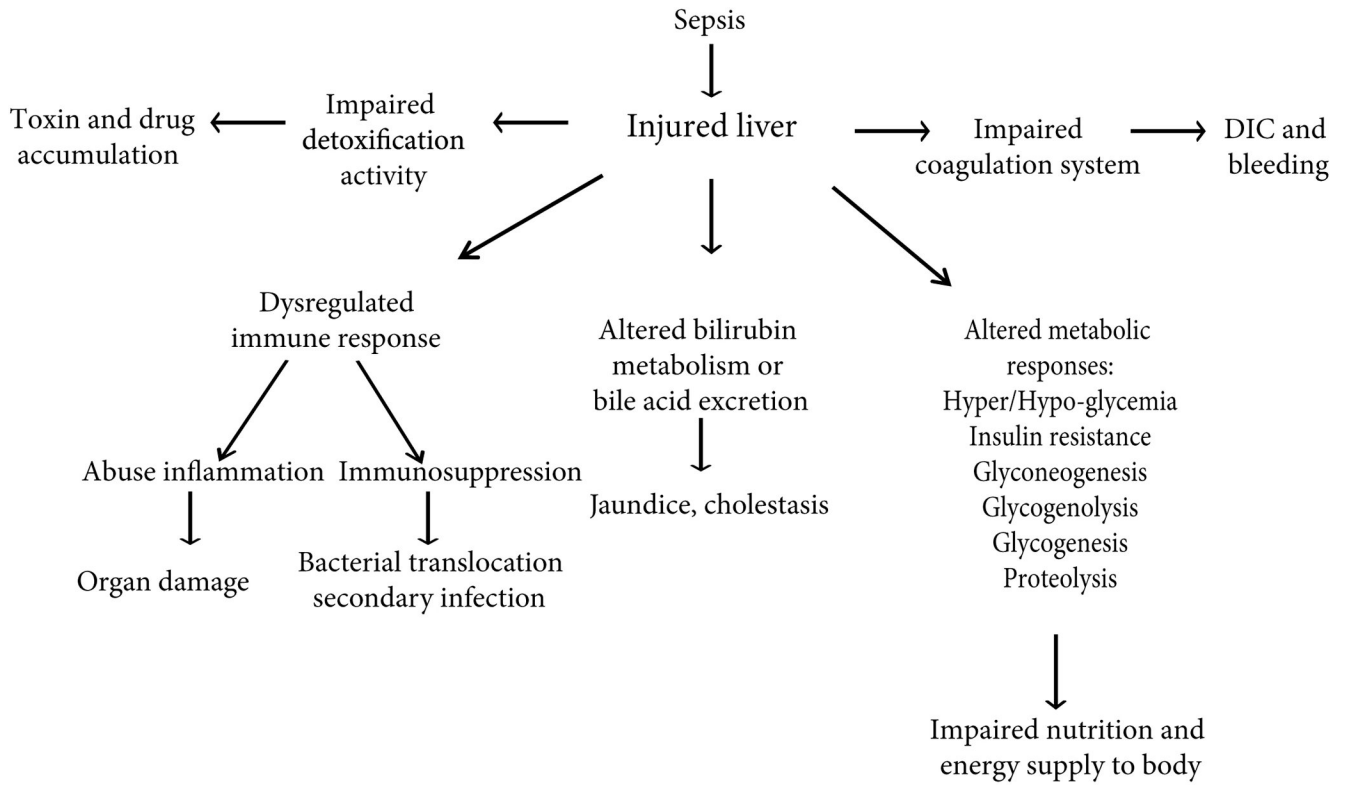 Sepsis
Injured liver
Impaired
detoxification
activity
Toxin and drug
accumulation
Impaired
coagulation system
DIC and
bleeding
Dysregulated
immune response
Abuse inflammation
Organ damage
Immunosuppression
Bacterial translocation
secondary infection
Altered bilirubin
metabolism or
bile acid excretion
Jaundice, cholestasis
Altered metabolic
responses:
Hyper/Hypo-glycemia
Insulin resistance
Glyconeogenesis
Glycogenolysis
Glycogenesis
Proteolysis
Impaired nutrition and
energy supply to body